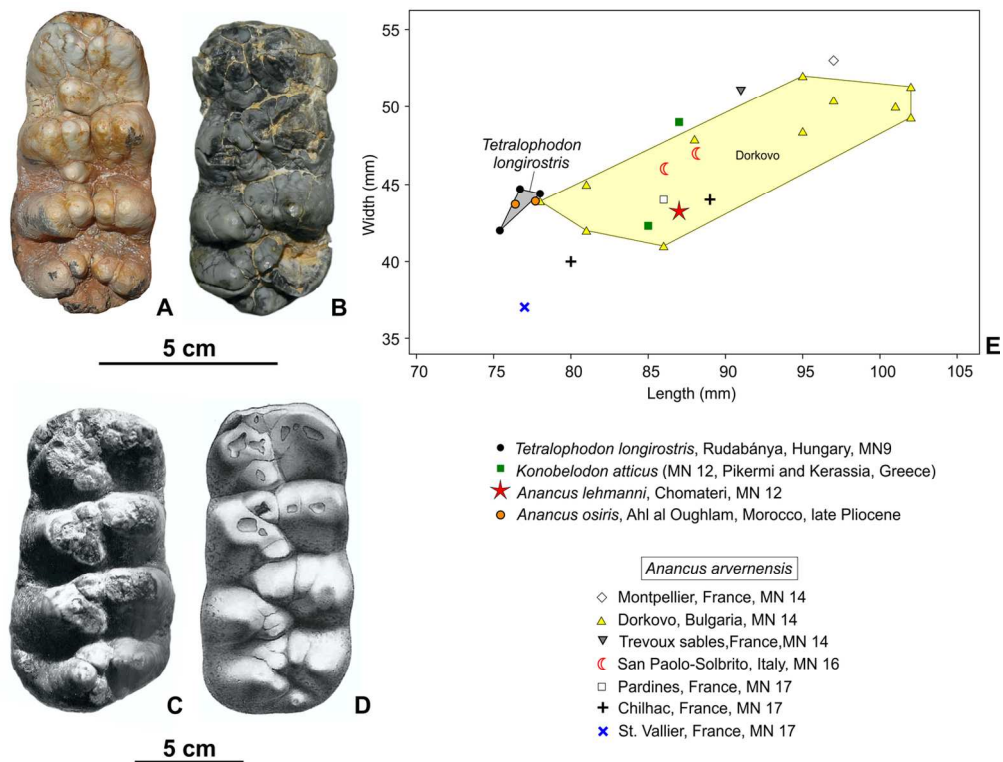 A
B
5 cm
C
D
5 cm
E
Width (mm)
50
45
40
35
70
75
80
85
90
95
100
105
Length (mm)
Tetralophodon
longirostris
Dorkovo
Tetralophodon longirostris, Rudabánya, Hungary, MN9
Konobelodon atticus (MN 12, Pikermi and Kerassia, Greece)
Anancus lehmanni, Chomateri, MN 12
Anancus osiris, Ahl al Oughlam, Morocco, late Pliocene
Anancus arvernensis
Montpellier, France, MN 14
Dorkovo, Bulgaria, MN 14
Trevoux sables,France,MN 14
San Paolo-Solbrito, Italy, MN 16
Pardines, France, MN 17
Chilhac, France, MN 17
St. Vallier, France, MN 17